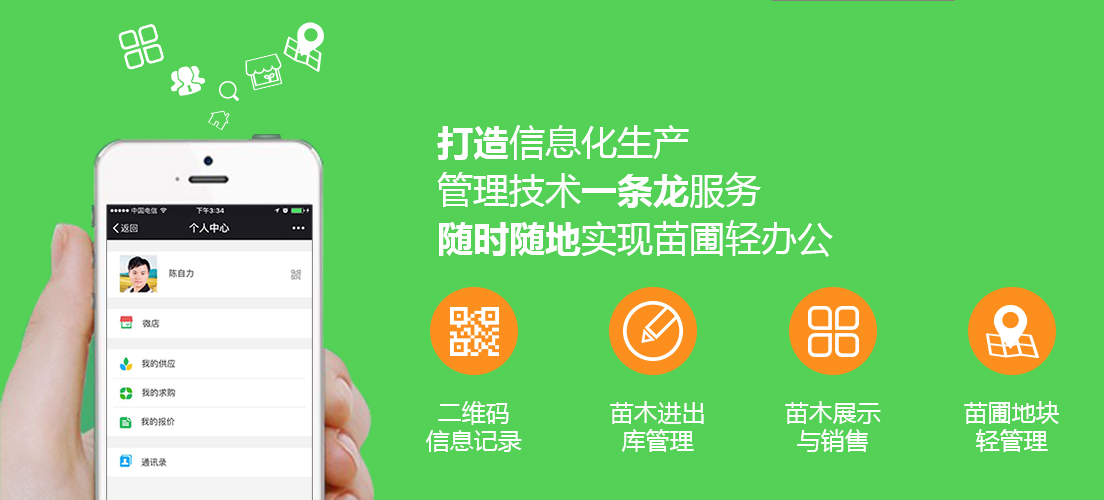 打造信息化生产
管理技术一条龙服务
随时随地实现苗圃轻办公
中国电信
下午3:34
返回
个人中心
陈自力
微店
我的供应
我的求购
我的报价
通讯录
二维码
信息记录
苗木进出
库管理
苗木展示
与销售
苗圃地块
轻管理